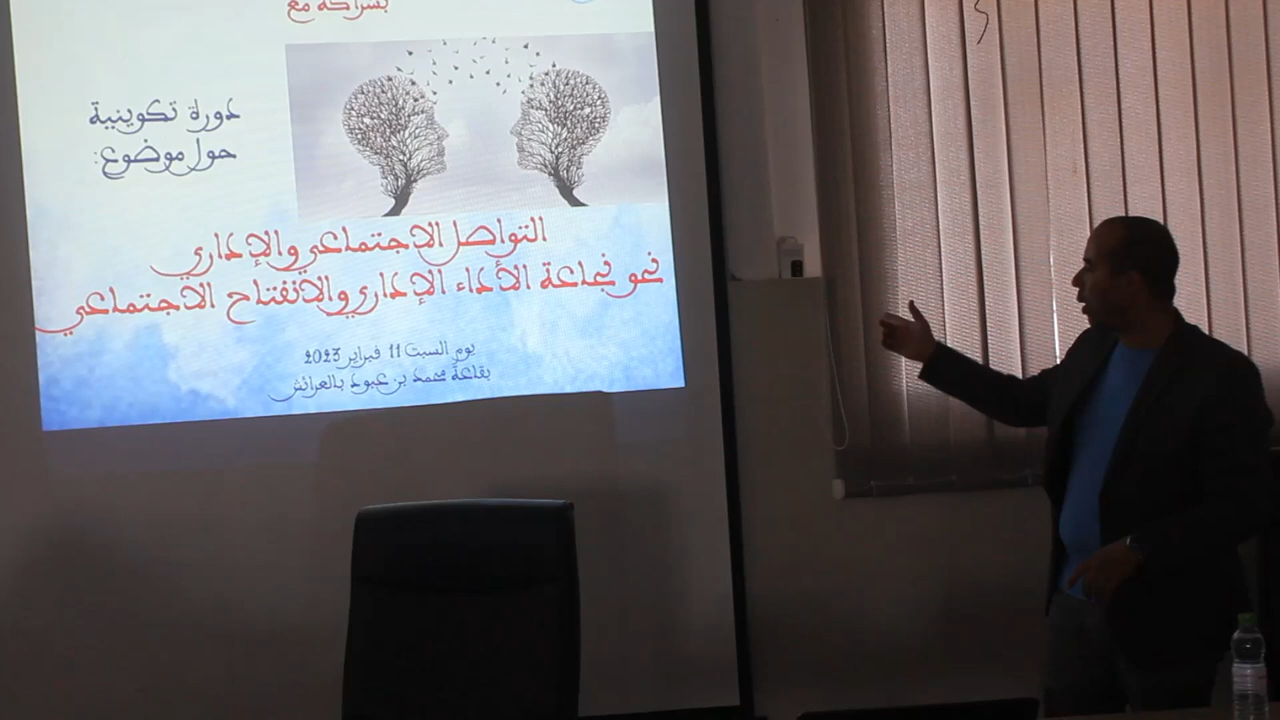 بشراكة مع
دورة تكوينية
حول موضوع:
التواصل الاجتماعي والإداري
نحو نجاعة الأداء الإداري والانفتاح الاجتماعي
يوم السبت 11 فبراير 2023
بقاعة محمد بن عبود بالعرائش